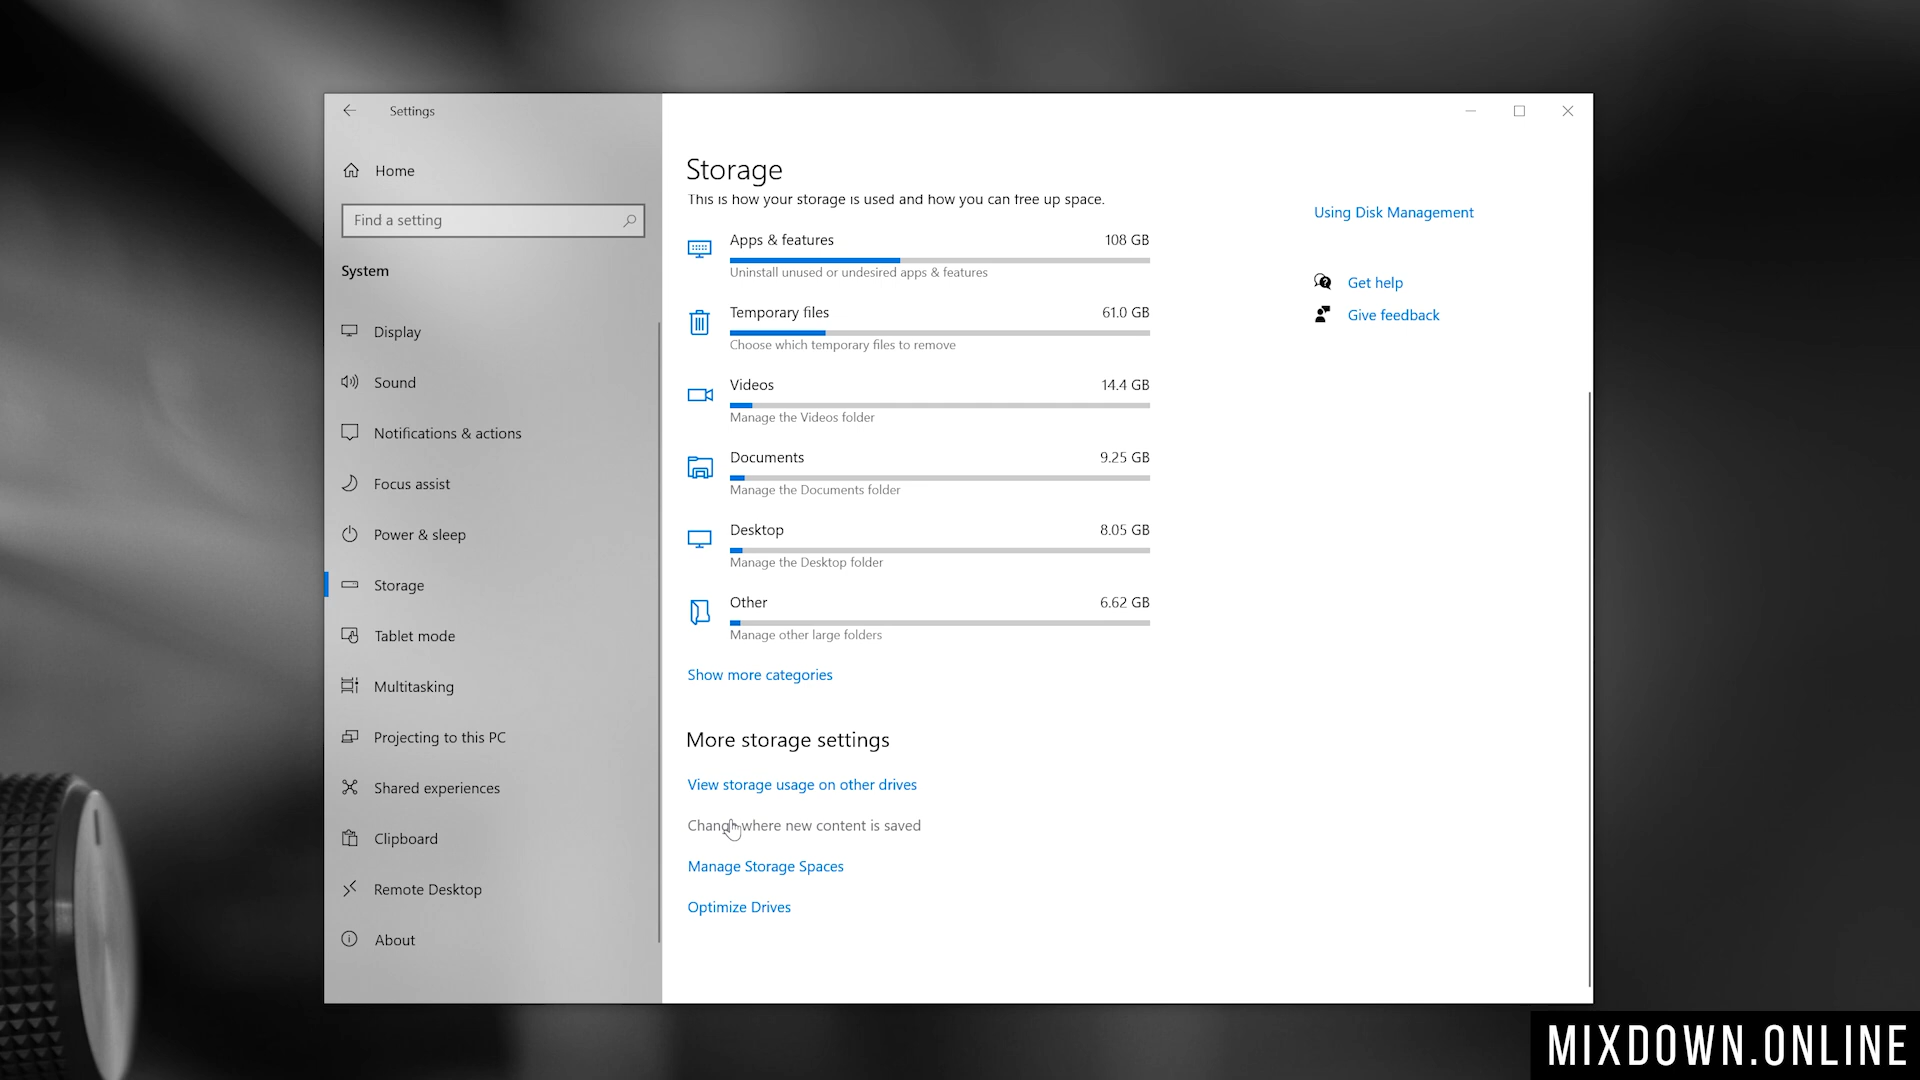 Settings
Home
Find a setting
System
Display
Sound
Notifications & actions
Focus assist
Power & sleep
Storage
Tablet mode
Multitasking
Projecting to this PC
Shared experiences
Clipboard
Remote Desktop
About
Storage
This is how your storage is used and how you can free up space.
Apps & features 108 GB
Uninstall unused or undesired apps & features
Temporary files 61.0 GB
Choose which temporary files to remove
Videos 14.4 GB
Manage the Videos folder
Documents 9.25 GB
Manage the Documents folder
Desktop 8.05 GB
Manage the Desktop folder
Other 6.62 GB
Manage other large folders
Show more categories
More storage settings
View storage usage on other drives
Change where new content is saved
Manage Storage Spaces
Optimize Drives
Using Disk Management
Get help
Give feedback
MIXDOWN.ONLINE